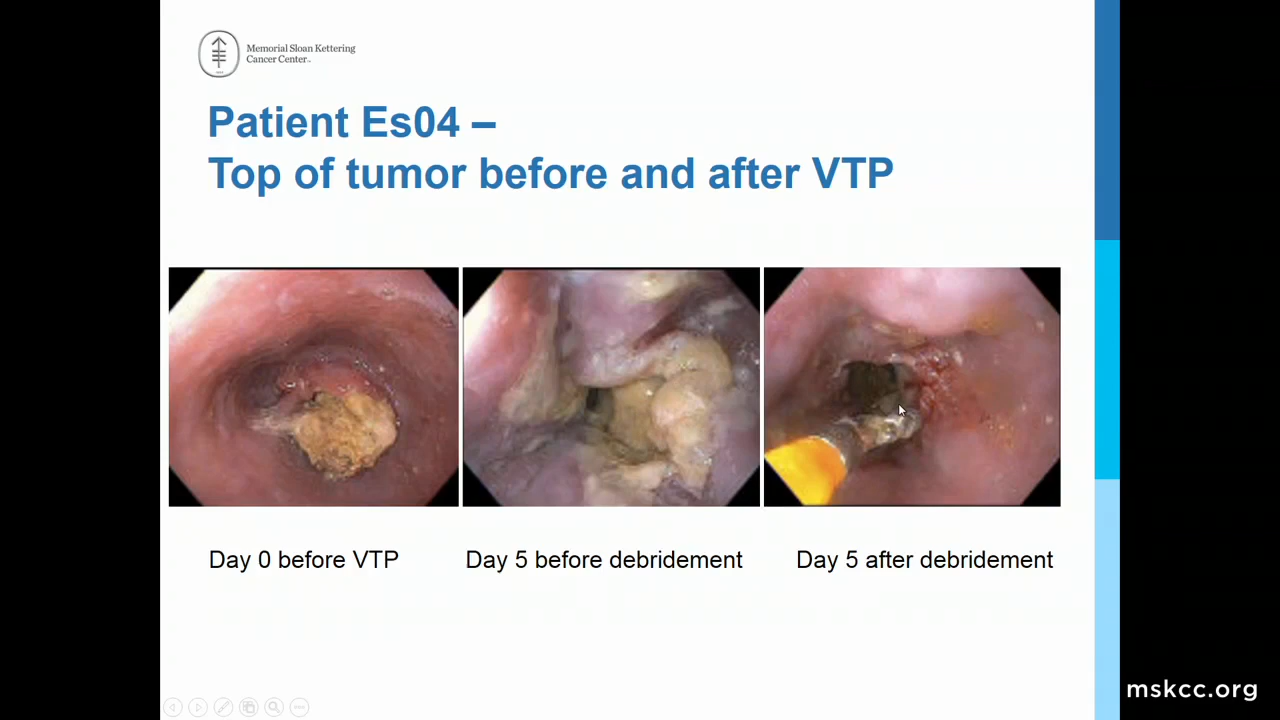 Memorial Sloan Kettering
Cancer Center
Patient Es04 –
Top of tumor before and after VTP
Day 0 before VTP
Day 5 before debridement
Day 5 after debridement
mskcc.org